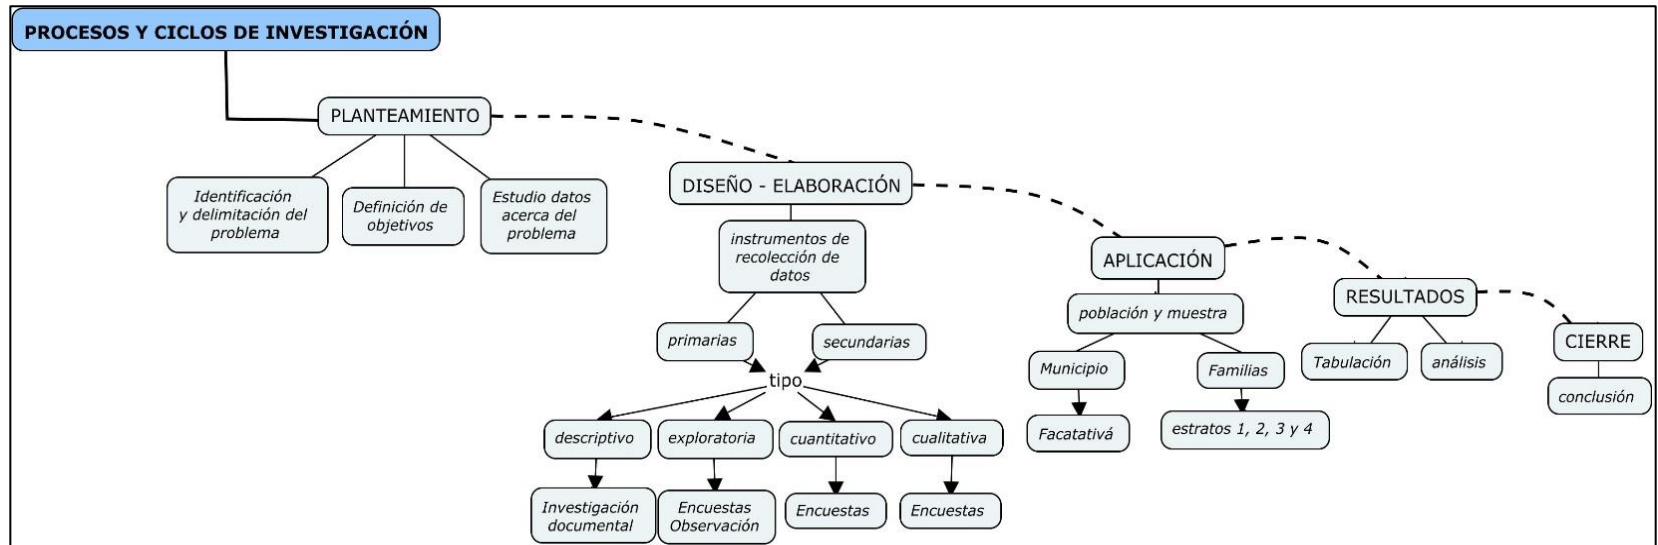 PROCESOS Y CICLOS DE INVESTIGACIÓN
PLANTEAMIENTO
Identificación
y delimitación del
problema
Definición de
objetivos
Estudio datos
acerca del
problema
DISEÑO - ELABORACIÓN
instrumentos de
recolección de
datos
primarias
secundarias
tipo
descriptivo
exploratoria
cuantitativo
cualitativa
Investigación
documental
Encuestas
Observación
Encuestas
Encuestas
APLICACIÓN
población y muestra
Municipio
Familias
Facatativá
estratos 1, 2, 3 y 4
RESULTADOS
Tabulación
análisis
CIERRE
conclusión